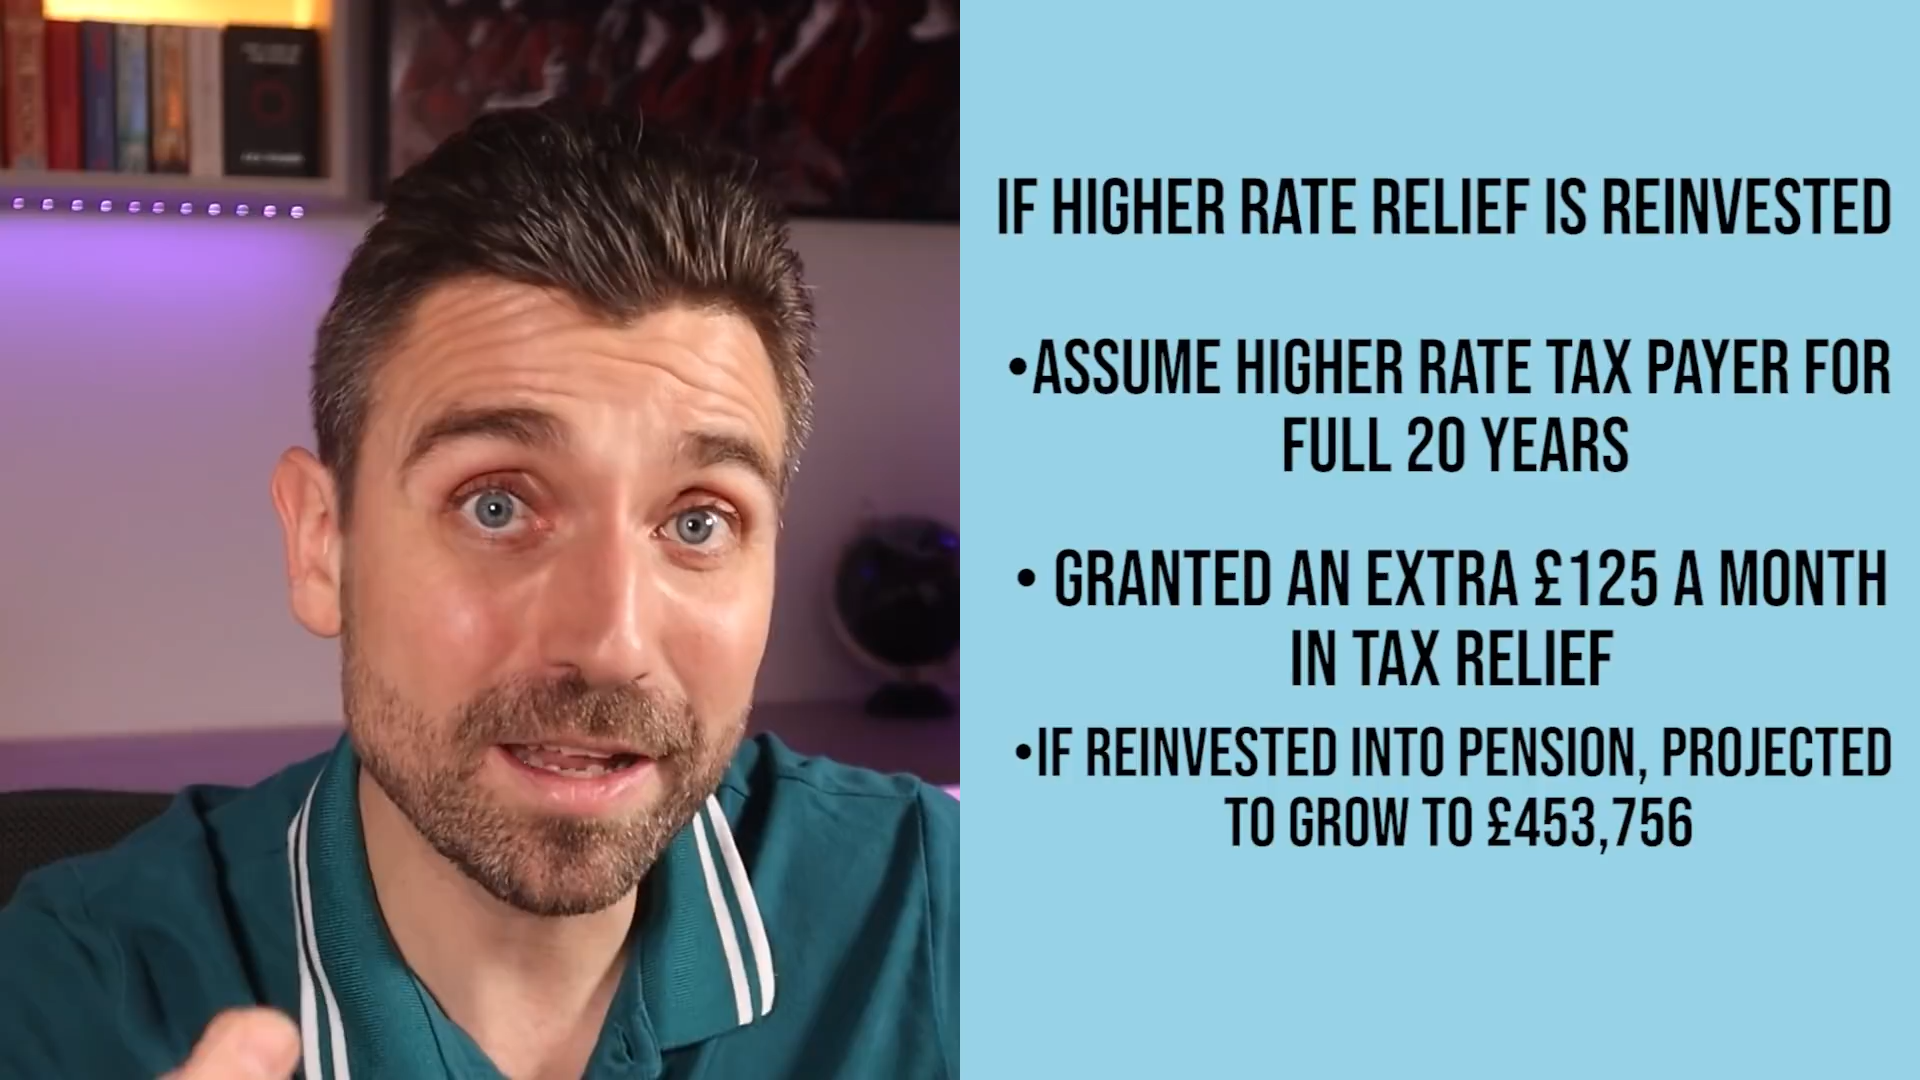 IF HIGHER RATE RELIEF IS REINVESTED
•ASSUME HIGHER RATE TAX PAYER FOR
FULL 20 YEARS
• GRANTED AN EXTRA £125 A MONTH
IN TAX RELIEF
•IF REINVESTED INTO PENSION, PROJECTED
TO GROW TO £453,756